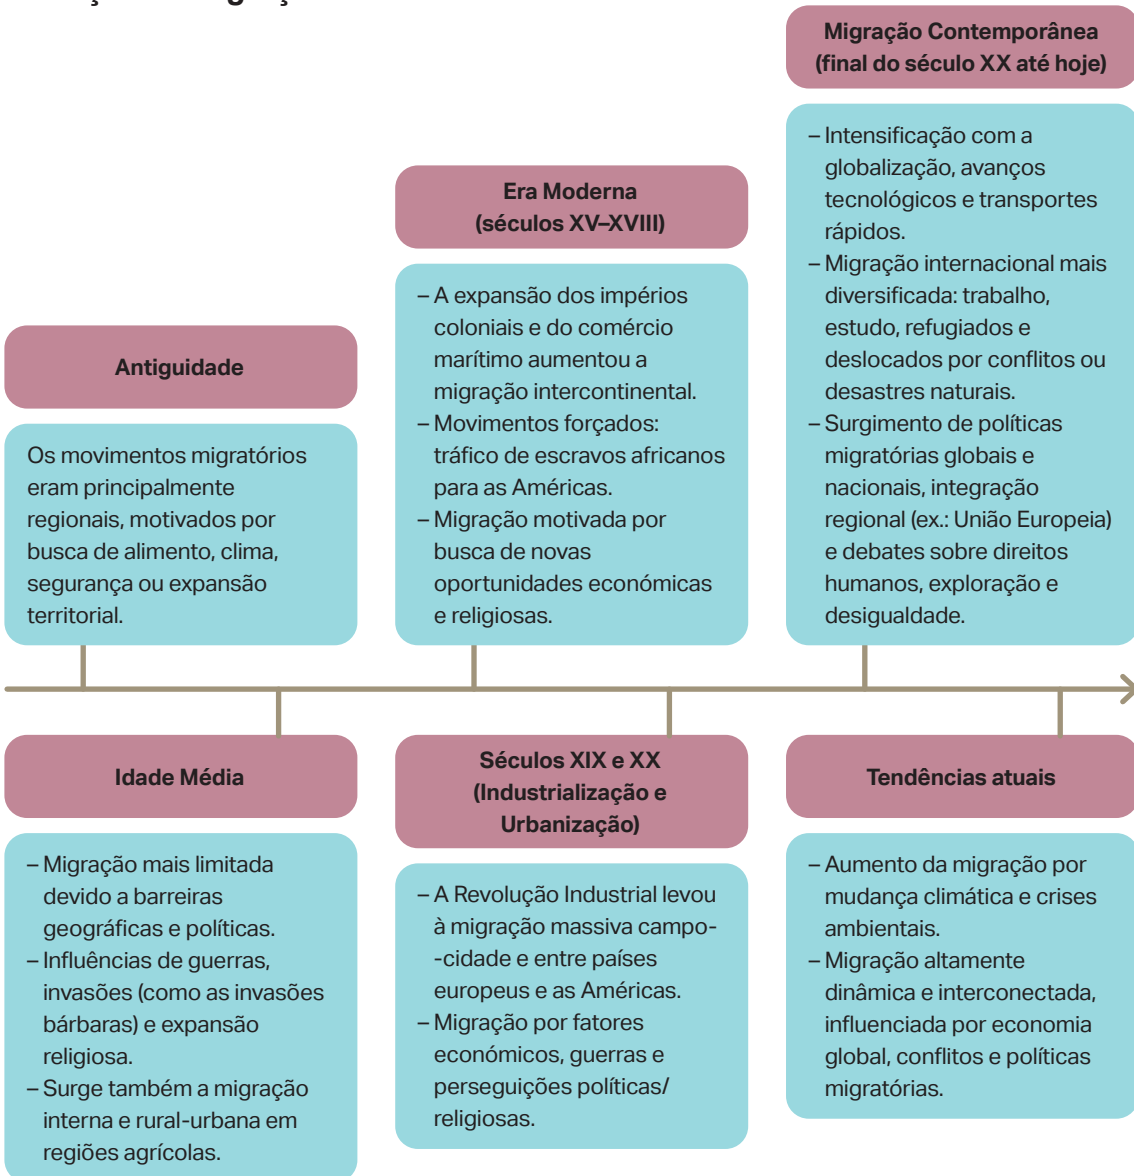 Migração Contemporânea
(final do século XX até hoje)
– Intensificação com a
globalização, avanços
tecnológicos e transportes
rápidos.
– Migração internacional mais
diversificada: trabalho,
estudo, refugiados e
deslocados por conflitos ou
desastres naturais.
– Surgimento de políticas
migratórias globais e
nacionais, integração
regional (ex.: União Europeia)
e debates sobre direitos
humanos, exploração e
desigualdade.
Era Moderna
(séculos XV–XVIII)
– A expansão dos impérios
coloniais e do comércio
marítimo aumentou a
migração intercontinental.
– Movimentos forçados:
tráfico de escravos africanos
para as Américas.
– Migração motivada por
busca de novas
oportunidades económicas
e religiosas.
Antiguidade
Os movimentos migratórios
eram principalmente
regionais, motivados por
busca de alimento, clima,
segurança ou expansão
territorial.
Idade Média
– Migração mais limitada
devido a barreiras
geográficas e políticas.
– Influências de guerras,
invasões (como as invasões
bárbaras) e expansão
religiosa.
– Surge também a migração
interna e rural-urbana em
regiões agrícolas.
Séculos XIX e XX
(Industrialização e
Urbanização)
– A Revolução Industrial levou
à migração massiva campo-
-cidade e entre países
europeus e as Américas.
– Migração por fatores
económicos, guerras e
perseguições políticas/
religiosas.
Tendências atuais
– Aumento da migração por
mudança climática e crises
ambientais.
– Migração altamente
dinâmica e interconectada,
influenciada por economia
global, conflitos e políticas
migratórias.